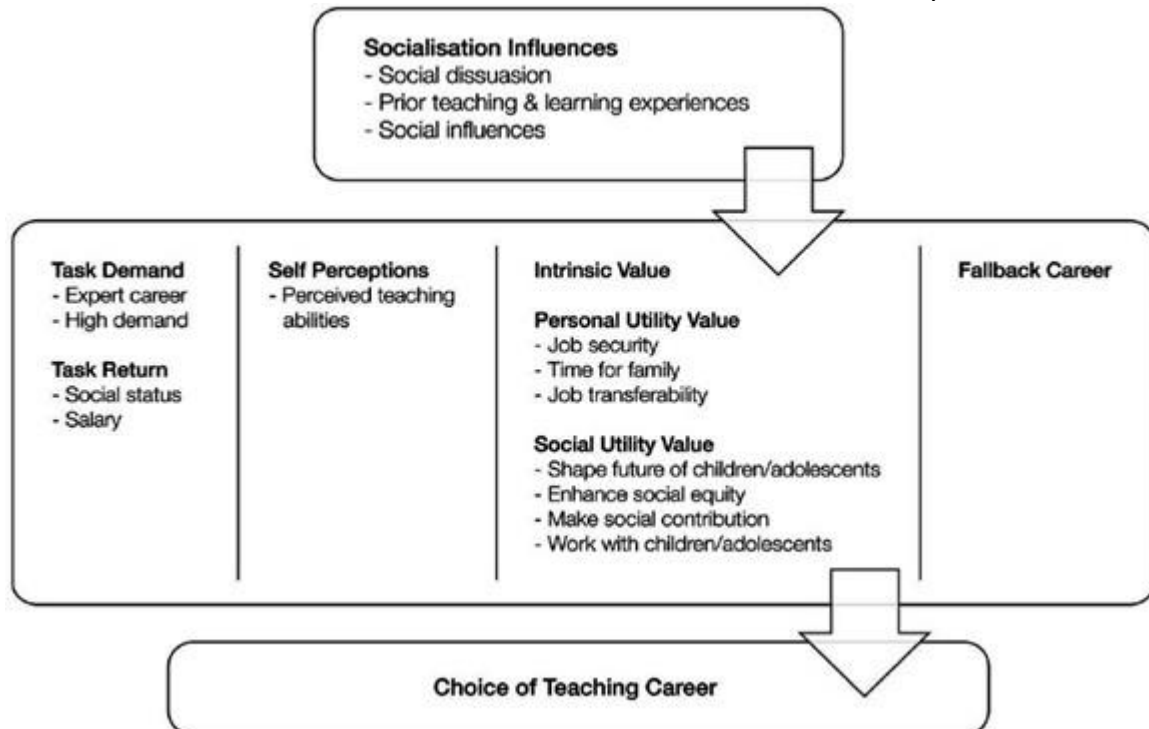 Socialisation Influences
- Social dissuasion
- Prior teaching & learning experiences
- Social influences
Task Demand
- Expert career
- High demand
Task Return
- Social status
- Salary
Self Perceptions
- Perceived teaching
abilities
Intrinsic Value
Personal Utility Value
- Job security
- Time for family
- Job transferability
Social Utility Value
- Shape future of children/adolescents
- Enhance social equity
- Make social contribution
- Work with children/adolescents
Fallback Career
Choice of Teaching Career